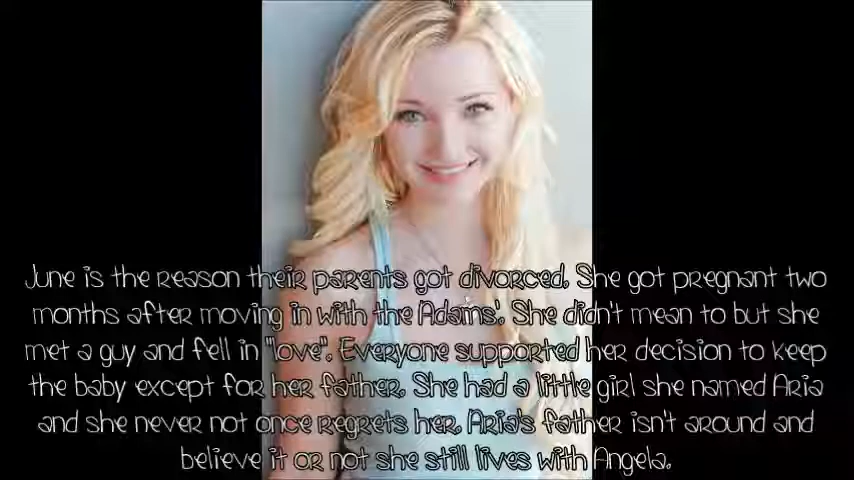 June is the reason their parents got divorced. She got pregnant two
months after moving in with the Adams'. She didn't mean to but she
met a guy and fell in "love". Everyone supported her decision to keep
the baby except for her father. She had a little girl she named Aria
and she never not once regrets her. Aria's father isn't around and
believe it or not she still lives with Angela.